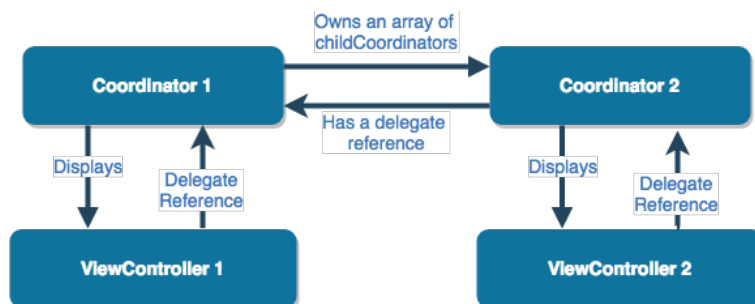 Owns an array of
childCoordinators
Coordinator 1
Coordinator 2
Has a delegate
reference
Displays
Delegate
Reference
Displays
Delegate
Reference
ViewController 1
ViewController 2